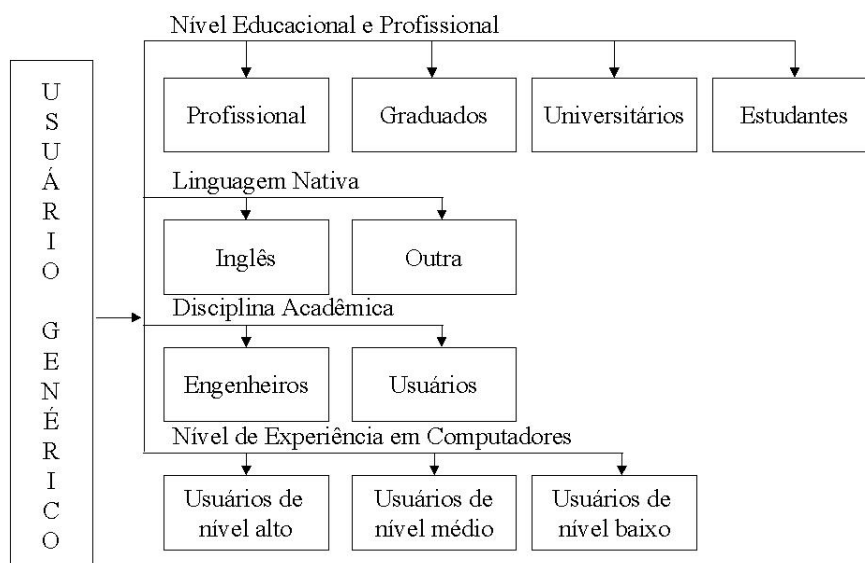 USUÁRIO GENÉRICO
Nível Educacional e Profissional
Profissional
Graduados
Universitários
Estudantes
Linguagem Nativa
Inglês
Outra
Disciplina Acadêmica
Engenheiros
Usuários
Nível de Experiência em Computadores
Usuários de
nível alto
Usuários de
nível médio
Usuários de
nível baixo